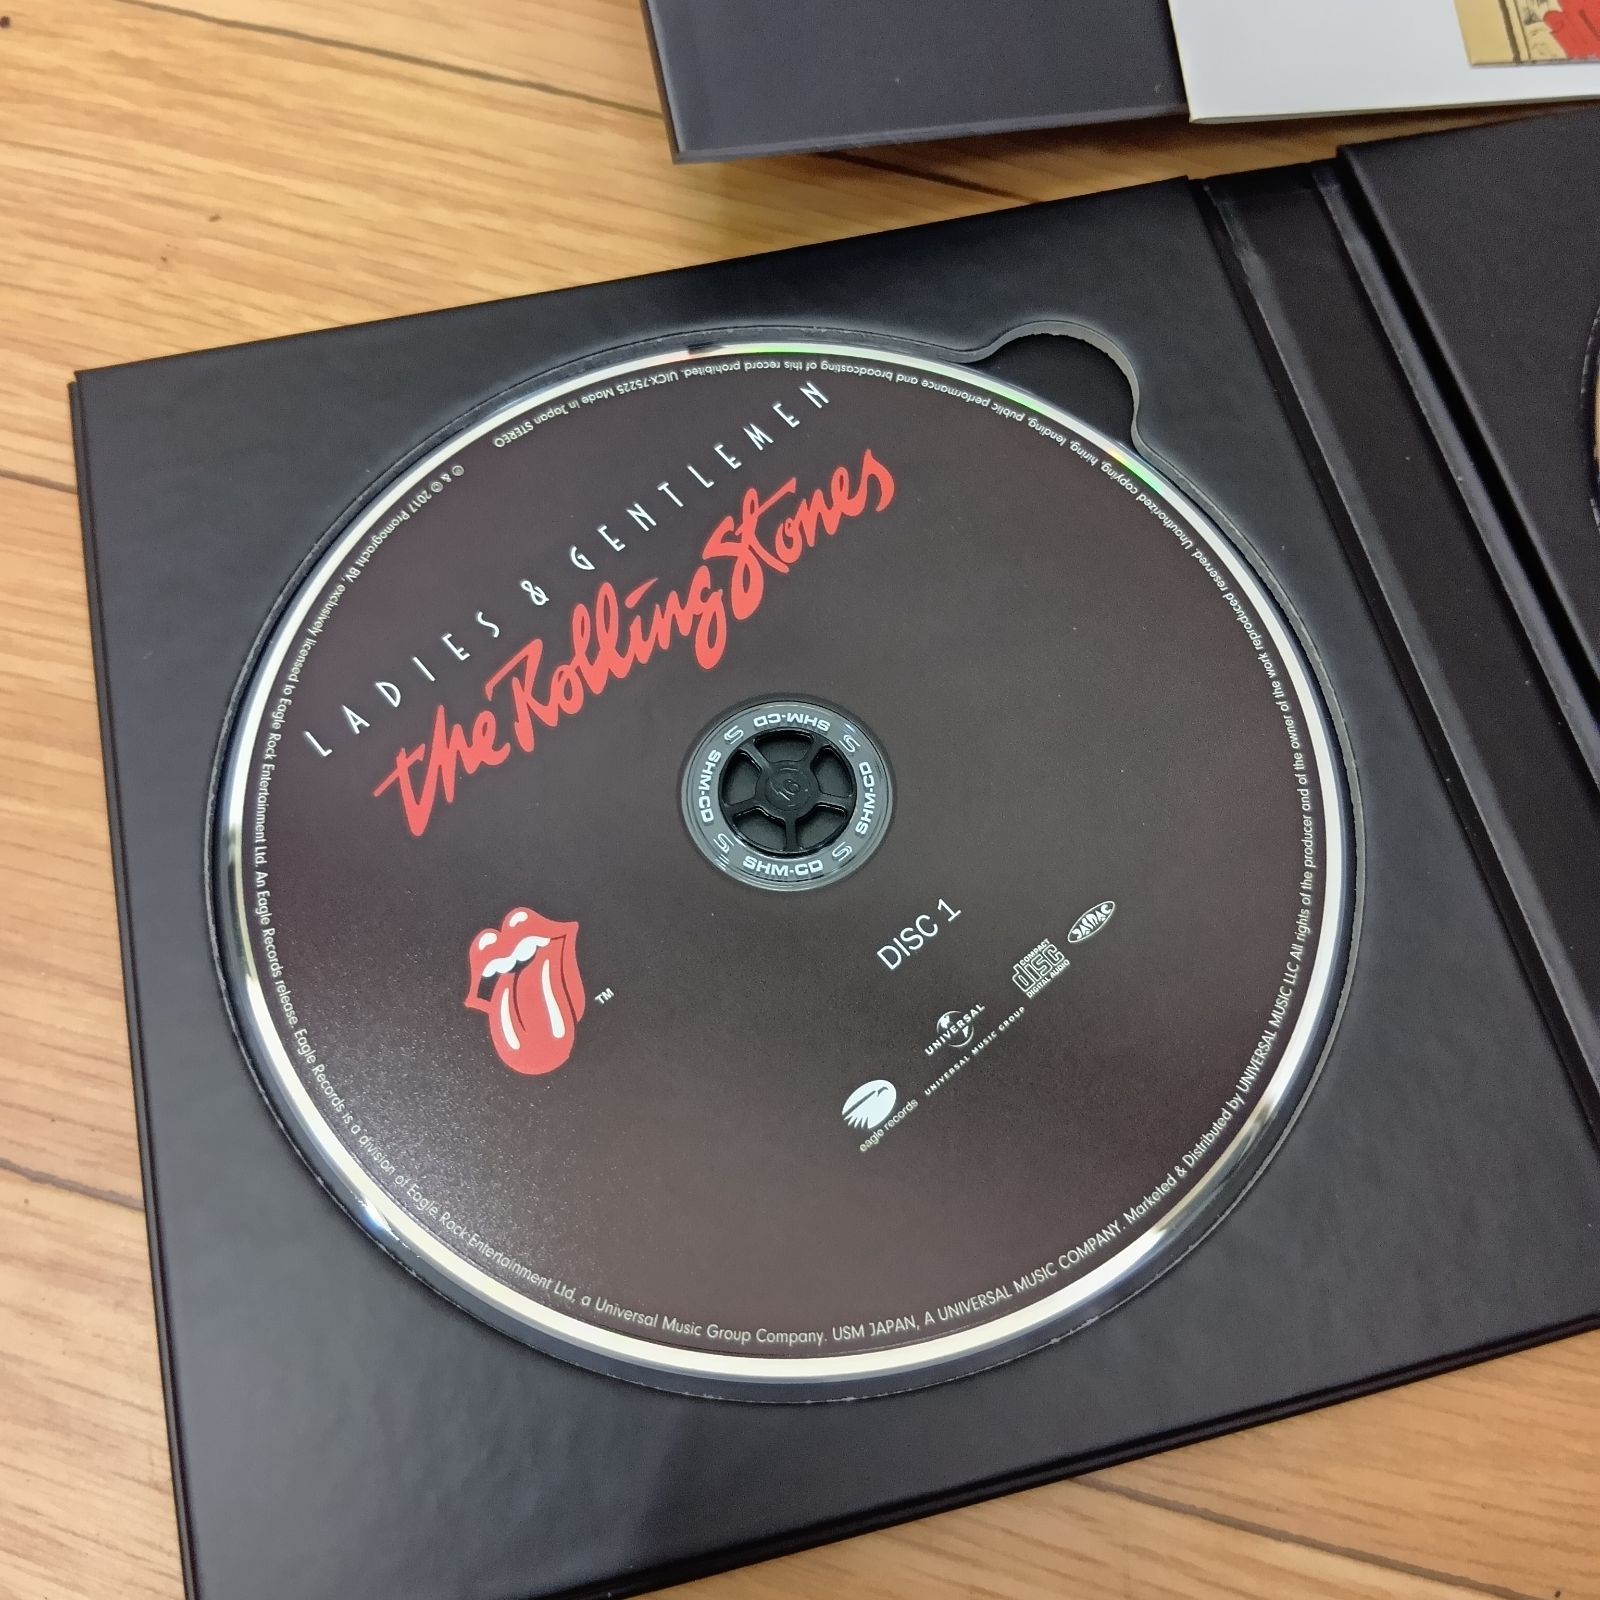 LADIES & GENTLEMEN
the Rolling Stones
TM
SHM-CD
SHM-CD
SHM-CD
SHM-CD
DISC 1
COMPACT
disc
DIGITAL AUDIO
JASRAC
UNIVERSAL
UNIVERSAL MUSIC GROUP
eagle records
℗ & © 2017 Promogracht BV, exclusively licensed to Eagle Rock Entertainment Ltd. An Eagle Records release. Eagle Records is a division of Eagle Rock Entertainment Ltd, a Universal Music Group Company. USM JAPAN, A UNIVERSAL MUSIC COMPANY. Marketed & Distributed by UNIVERSAL MUSIC LLC All rights of the producer and of the owner of the work reproduced reserved. Unauthorized copying, hiring, lending, public performance and broadcasting of this record prohibited. UICX-75225 Made in Japan STEREO